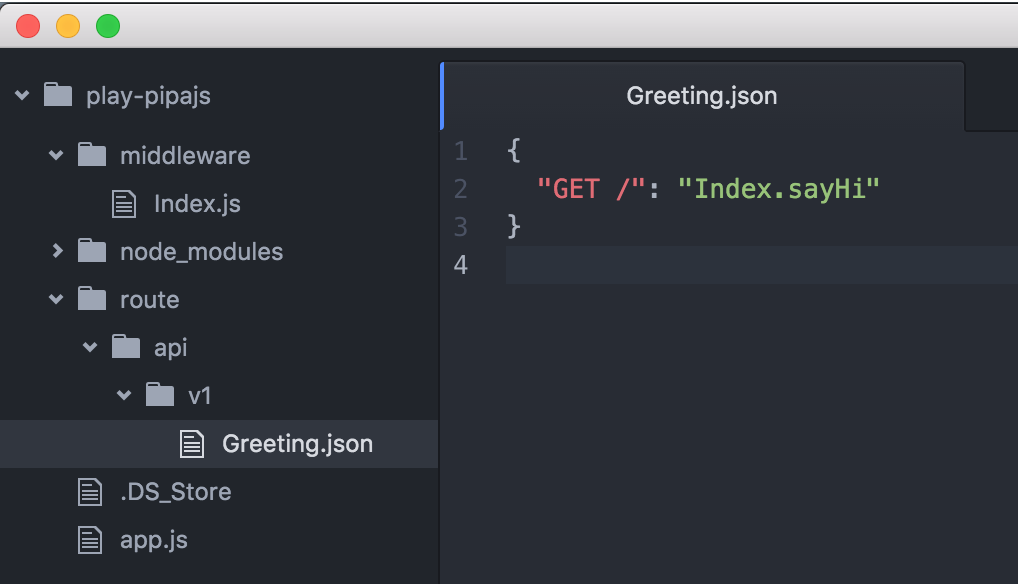 play-pipajs
middleware
Index.js
node_modules
route
api
v1
Greeting.json
.DS_Store
app.js
Greeting.json
1 {
2 "GET /": "Index.sayHi"
3 }
4